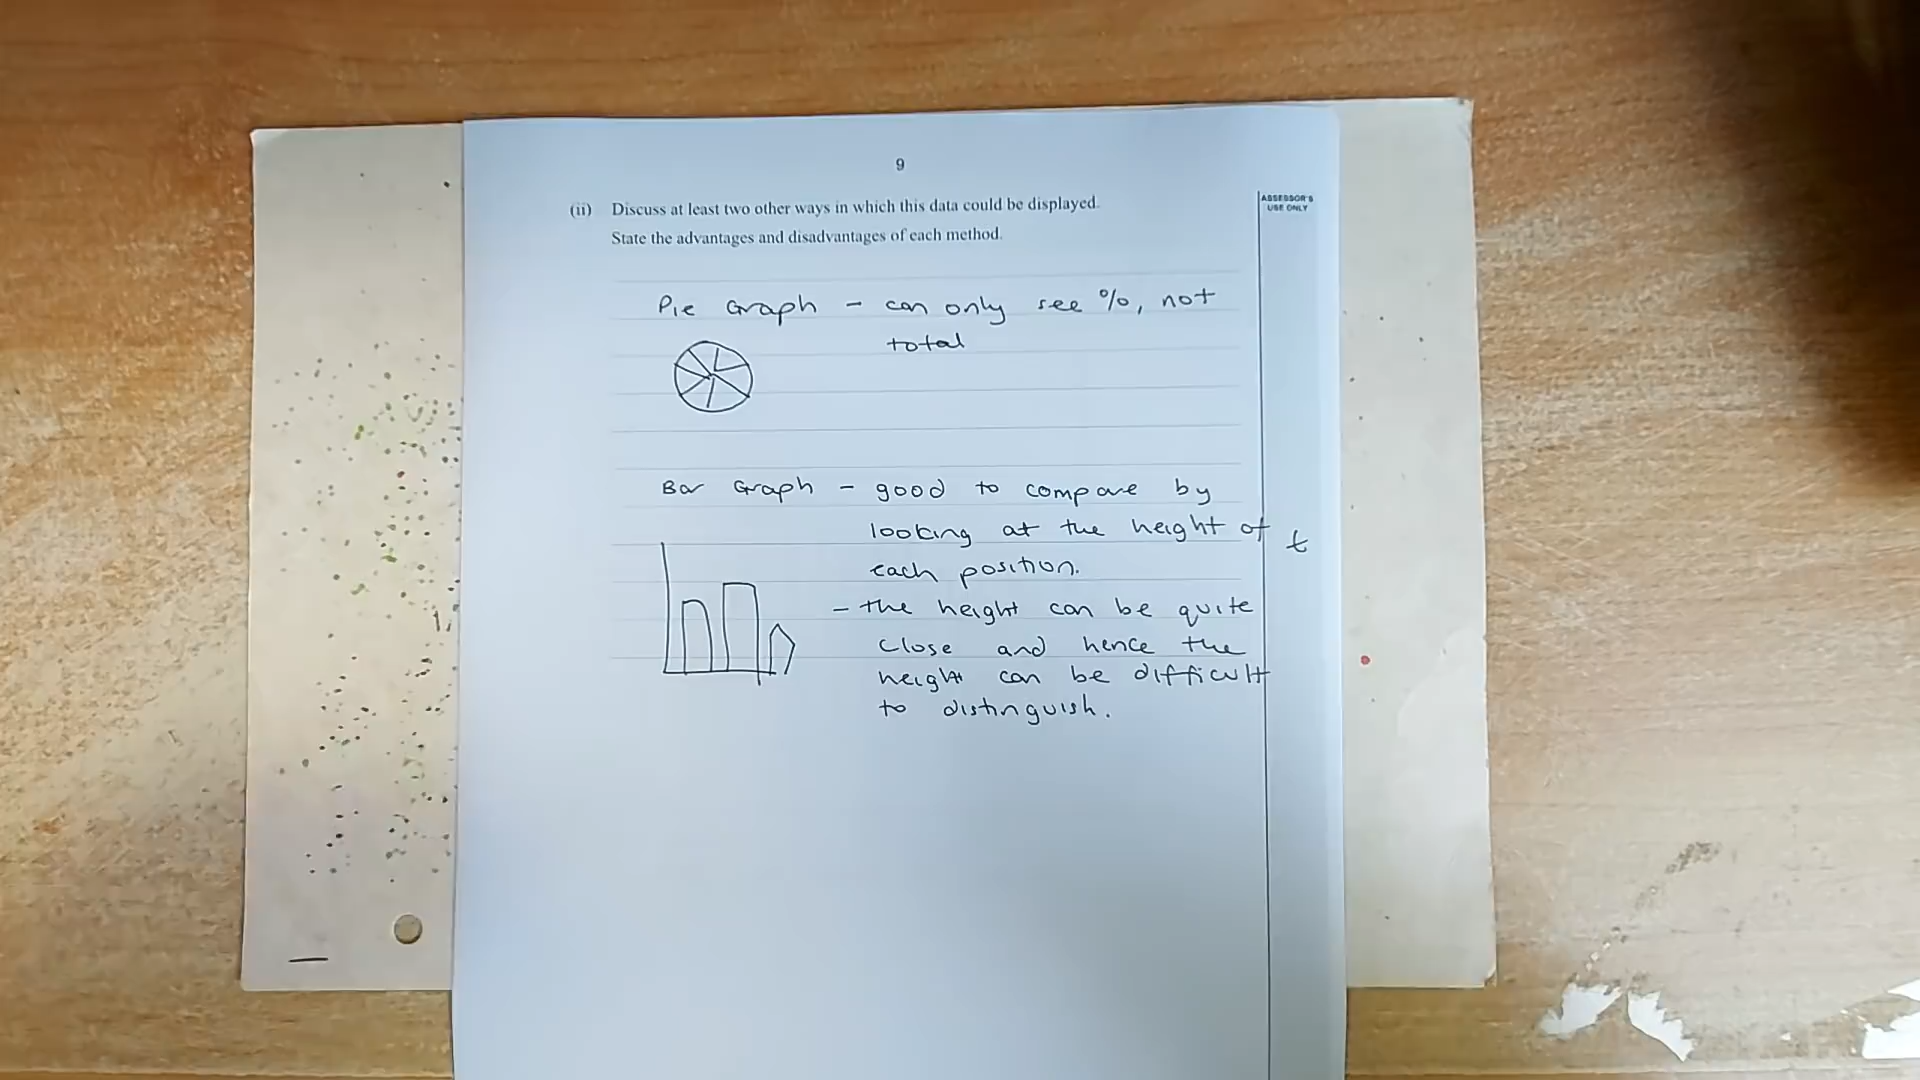 9
ASSESSOR'S
USE ONLY
(ii) Discuss at least two other ways in which this data could be displayed.
State the advantages and disadvantages of each method.
Pie Graph - can only see %, not
total
Bar Graph - good to compare by
looking at the height of t
each position.
- the height can be quite
close and hence the
height can be difficult
to distinguish.